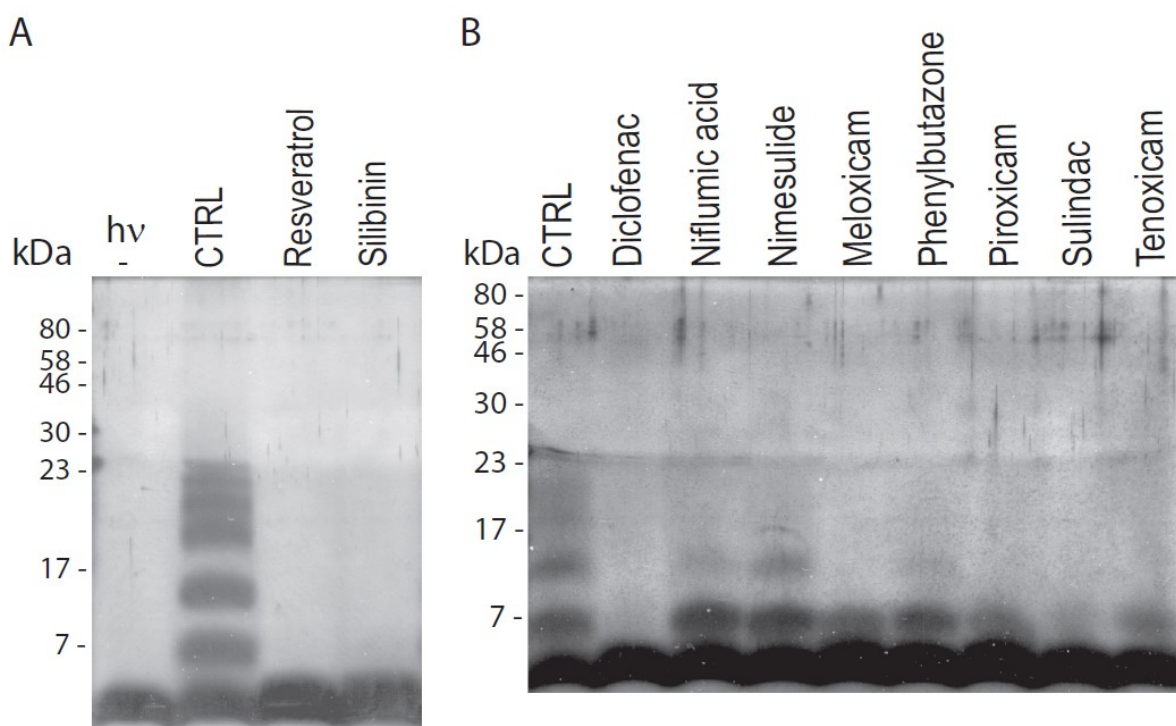 A
kDa
hν
-
CTRL
Resveratrol
Silibinin
80 -
58 -
46 -
30 -
23 -
17 -
7 -
B
kDa
CTRL
Diclofenac
Niflumic acid
Nimesulide
Meloxicam
Phenylbutazone
Piroxicam
Sulindac
Tenoxicam
80 -
58 -
46 -
30 -
23 -
17 -
7 -